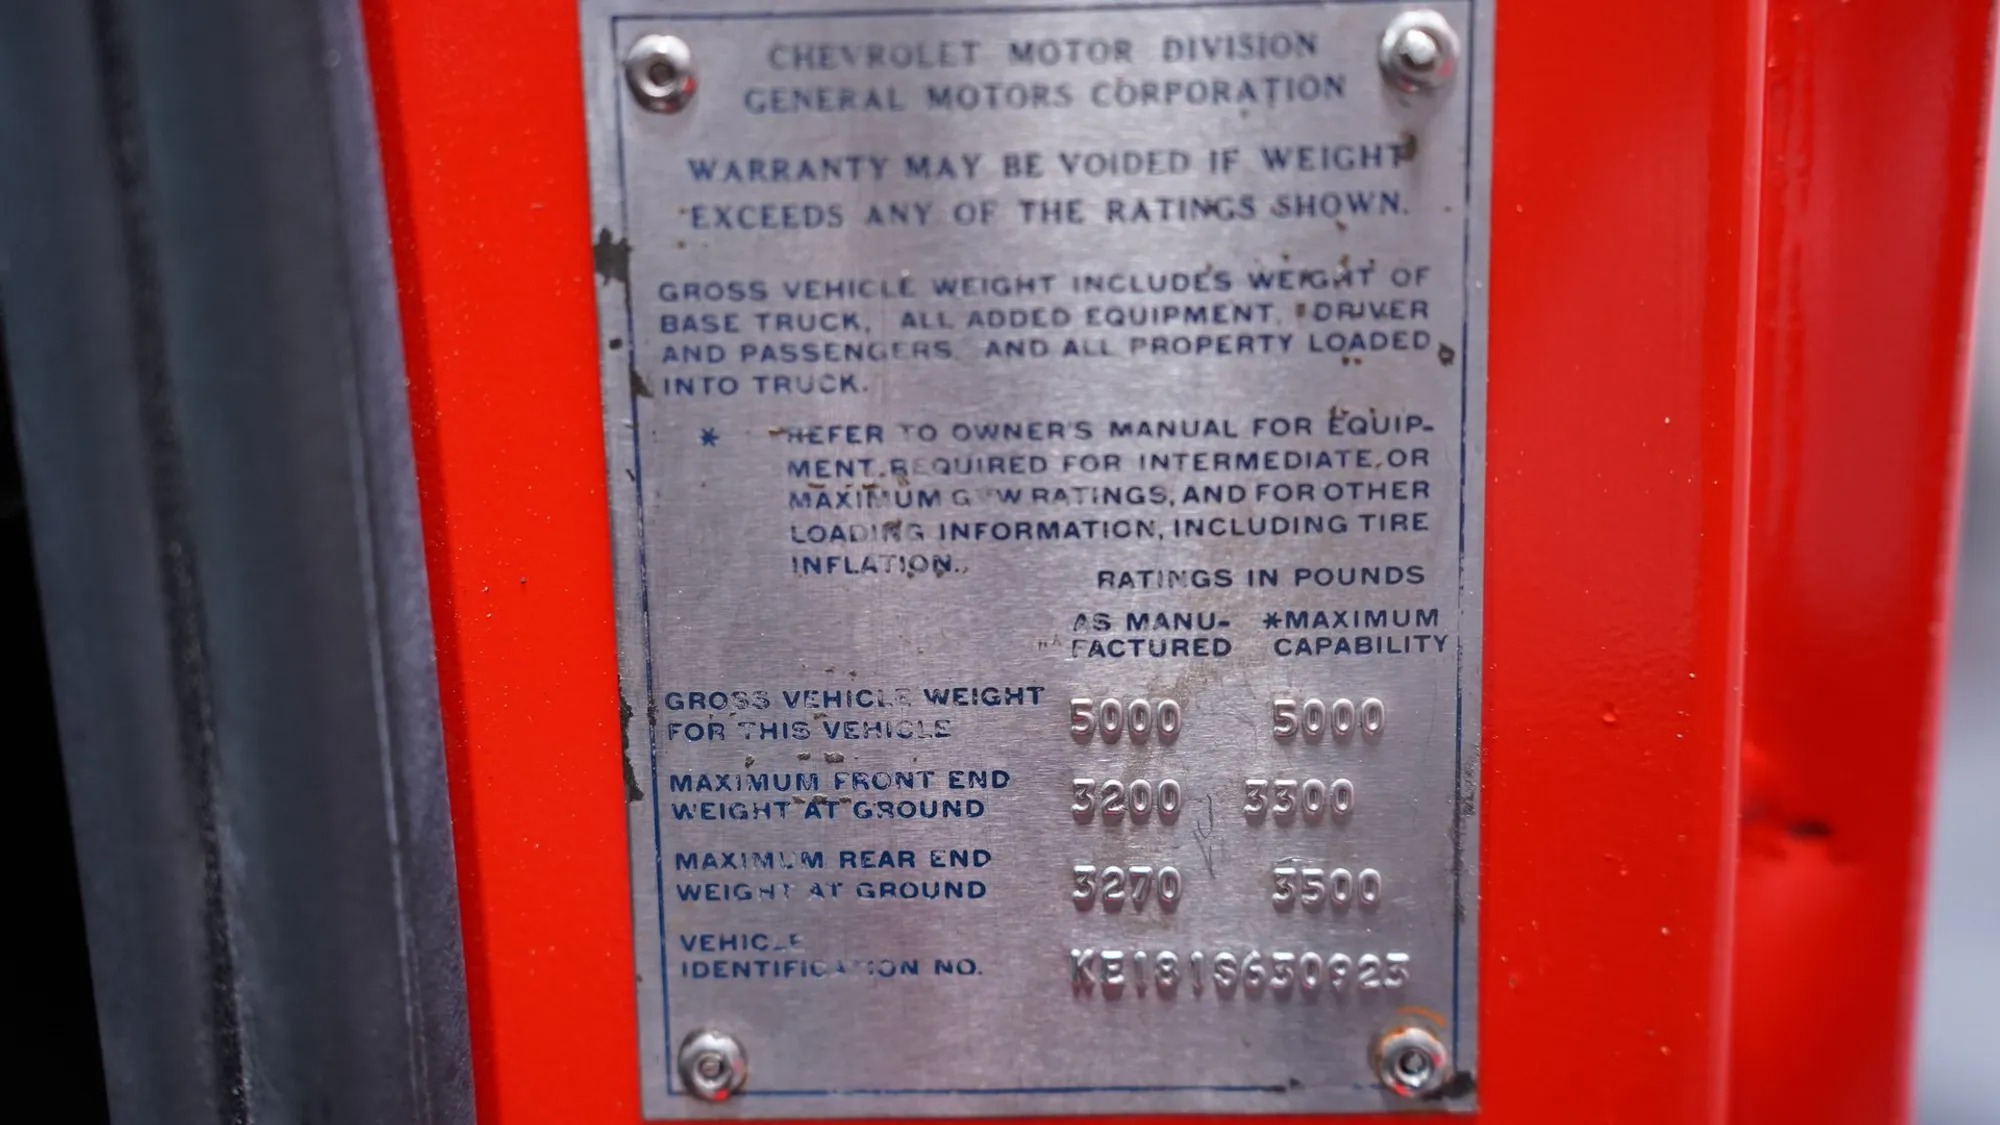 CHEVROLET MOTOR DIVISION
GENERAL MOTORS CORPORATION
WARRANTY MAY BE VOIDED IF WEIGHT
EXCEEDS ANY OF THE RATINGS SHOWN.
GROSS VEHICLE WEIGHT INCLUDES WEIGHT OF
BASE TRUCK, ALL ADDED EQUIPMENT, DRIVER
AND PASSENGERS AND ALL PROPERTY LOADED
INTO TRUCK.
* REFER TO OWNER'S MANUAL FOR EQUIP-
MENT REQUIRED FOR INTERMEDIATE OR
MAXIMUM GVW RATINGS, AND FOR OTHER
LOADING INFORMATION, INCLUDING TIRE
INFLATION.
RATINGS IN POUNDS
AS MANU- *MAXIMUM
FACTURED CAPABILITY
GROSS VEHICLE WEIGHT
FOR THIS VEHICLE 5000 5000
MAXIMUM FRONT END
WEIGHT AT GROUND 3200 3300
MAXIMUM REAR END
WEIGHT AT GROUND 3270 3500
VEHICLE
IDENTIFICATION NO. KE181S630923